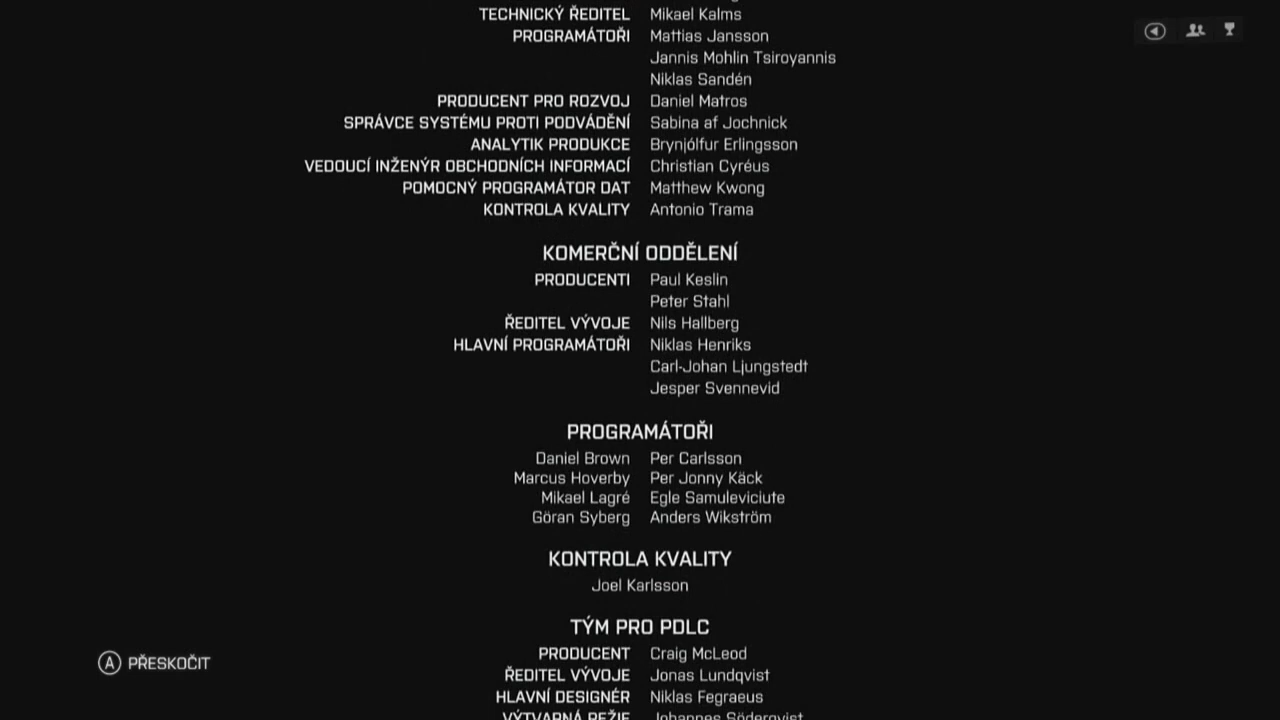 TECHNICKÝ ŘEDITEL Mikael Kalms
PROGRAMÁTOŘI Mattias Jansson
Jannis Mohlin Tsiroyannis
Niklas Sandén
PRODUCENT PRO ROZVOJ Daniel Matros
SPRÁVCE SYSTÉMU PROTI PODVÁDĚNÍ Sabina af Jochnick
ANALYTIK PRODUKCE Brynjólfur Erlingsson
VEDOUCÍ INŽENÝR OBCHODNÍCH INFORMACÍ Christian Cyréus
POMOCNÝ PROGRAMÁTOR DAT Matthew Kwong
KONTROLA KVALITY Antonio Trama
KOMERČNÍ ODDĚLENÍ
PRODUCENTI Paul Keslin
Peter Stahl
ŘEDITEL VÝVOJE Nils Hallberg
HLAVNÍ PROGRAMÁTOŘI Niklas Henriks
Carl-Johan Ljungstedt
Jesper Svennevid
PROGRAMÁTOŘI
Daniel Brown Per Carlsson
Marcus Hoverby Per Jonny Käck
Mikael Lagré Egle Samuleviciute
Göran Syberg Anders Wikström
KONTROLA KVALITY
Joel Karlsson
TÝM PRO PDLC
PRODUCENT Craig McLeod
ŘEDITEL VÝVOJE Jonas Lundqvist
HLAVNÍ DESIGNÉR Niklas Fegraeus
VÝTVARNÁ REŽIE Johannes Söderqvist
A PŘESKOČIT